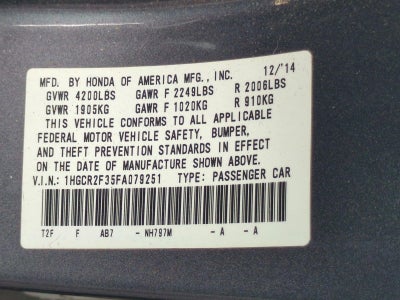 MFD. BY HONDA OF AMERICA MFG., INC. 12/'14
GVWR 4200LBS GAWR F 2249LBS R 2006LBS
GVWR 1905KG GAWR F 1020KG R 910KG
THIS VEHICLE CONFORMS TO ALL APPLICABLE
FEDERAL MOTOR VEHICLE SAFETY, BUMPER,
AND THEFT PREVENTION STANDARDS IN EFFECT
ON THE DATE OF MANUFACTURE SHOWN ABOVE.
V.I.N.: 1HGCR2F35FA079251 TYPE: PASSENGER CAR
T2F F AB7 - NH797M - A - A